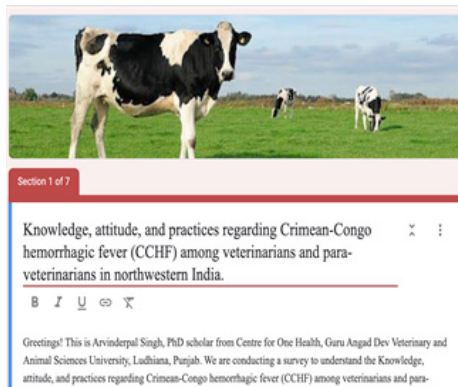 Section 1 of 7
Knowledge, attitude, and practices regarding Crimean-Congo
hemorrhagic fever (CCHF) among veterinarians and para-
veterinarians in northwestern India.
B I U
Greetings! This is Arvinderpal Singh, PhD scholar from Centre for One Health, Guru Angad Dev Veterinary and
Animal Sciences University, Ludhiana, Punjab. We are conducting a survey to understand the Knowledge,
attitude, and practices regarding Crimean-Congo hemorrhagic fever (CCHF) among veterinarians and para-